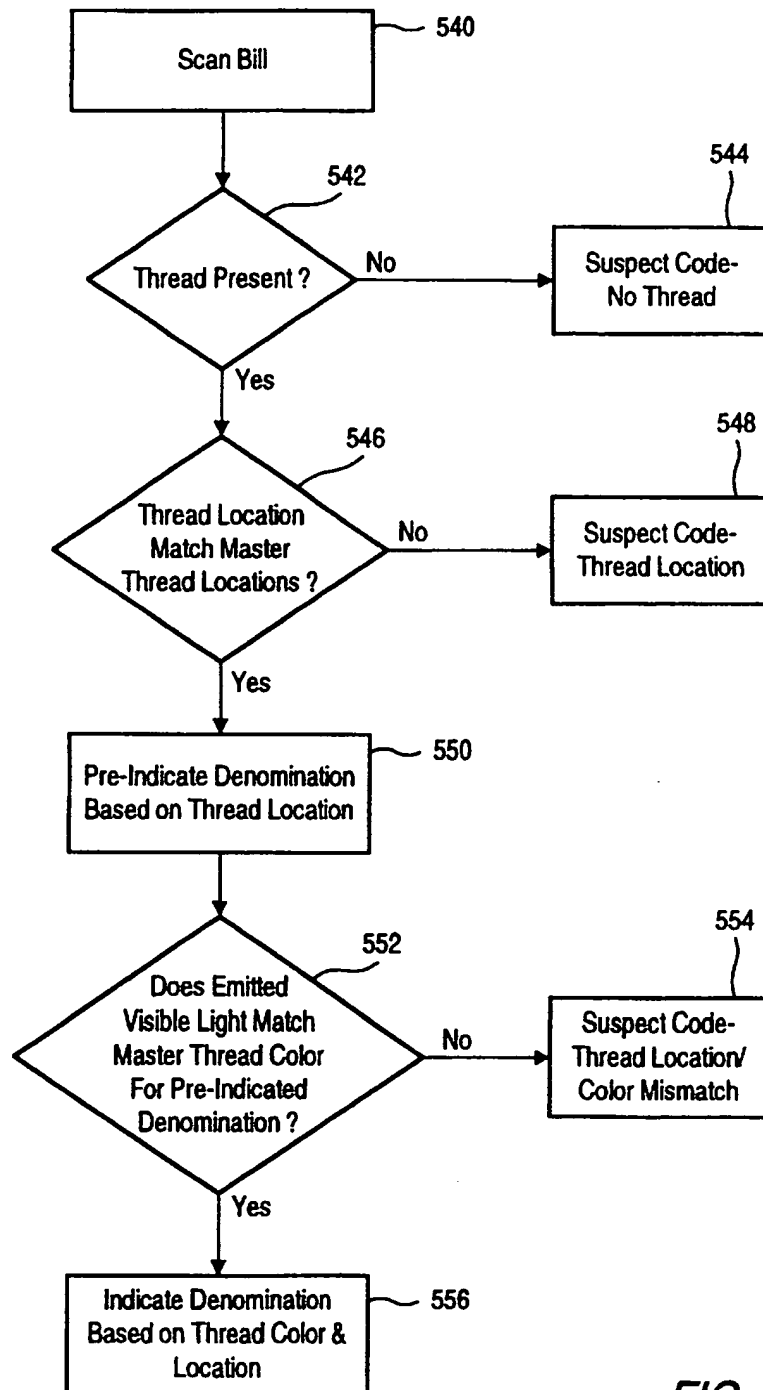 540
Scan Bill
542
Thread Present ?
No
544
Suspect Code-
No Thread
Yes
546
Thread Location
Match Master
Thread Locations ?
No
548
Suspect Code-
Thread Location
Yes
550
Pre-Indicate Denomination
Based on Thread Location
552
Does Emitted
Visible Light Match
Master Thread Color
For Pre-Indicated
Denomination ?
No
554
Suspect Code-
Thread Location/
Color Mismatch
Yes
556
Indicate Denomination
Based on Thread Color &
Location
FIG